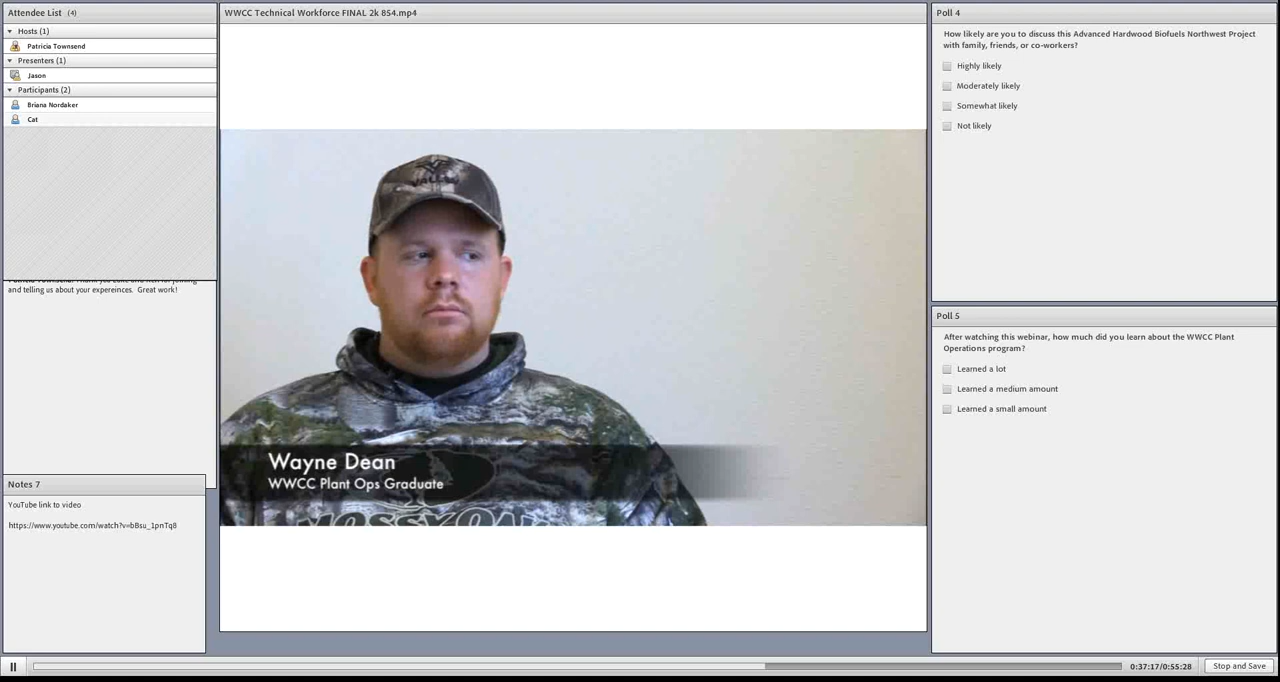 Attendee List (4)
Hosts (1)
Patricia Townsend
Presenters (1)
Jason
Participants (2)
Briana Nordaker
Cat
and telling us about your expereinces. Great work!
Notes 7
YouTube link to video
https://www.youtube.com/watch?v=bBsu_1pnTq8
WWCC Technical Workforce FINAL 2k 854.mp4
Wayne Dean
WWCC Plant Ops Graduate
MOSSY OAK
Poll 4
How likely are you to discuss this Advanced Hardwood Biofuels Northwest Project
with family, friends, or co-workers?
Highly likely
Moderately likely
Somewhat likely
Not likely
Poll 5
After watching this webinar, how much did you learn about the WWCC Plant
Operations program?
Learned a lot
Learned a medium amount
Learned a small amount
0:37:17/0:55:28
Stop and Save